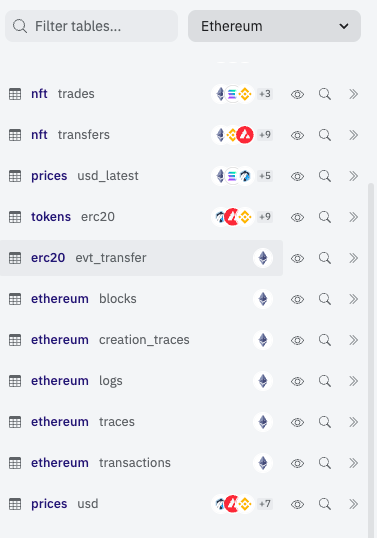 Filter tables... Ethereum
nft trades +3
nft transfers +9
prices usd_latest +5
tokens erc20 +9
erc20 evt_transfer
ethereum blocks
ethereum creation_traces
ethereum logs
ethereum traces
ethereum transactions
prices usd +7